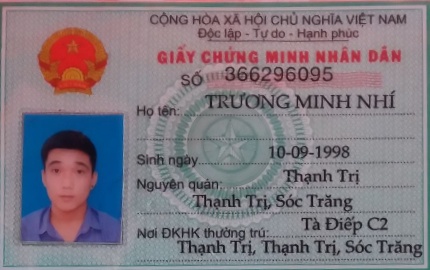 CỘNG HÒA XÃ HỘI CHỦ NGHĨA VIỆT NAM
Độc lập - Tự do - Hạnh phúc
GIẤY CHỨNG MINH NHÂN DÂN
SỐ 366296095
Họ tên: TRƯƠNG MINH NHÍ
Sinh ngày 10-09-1998
Nguyên quán: Thạnh Trị
Thạnh Trị, Sóc Trăng
Nơi ĐKHK thường trú: Tà Điếp C2
Thạnh Trị, Thạnh Trị, Sóc Trăng